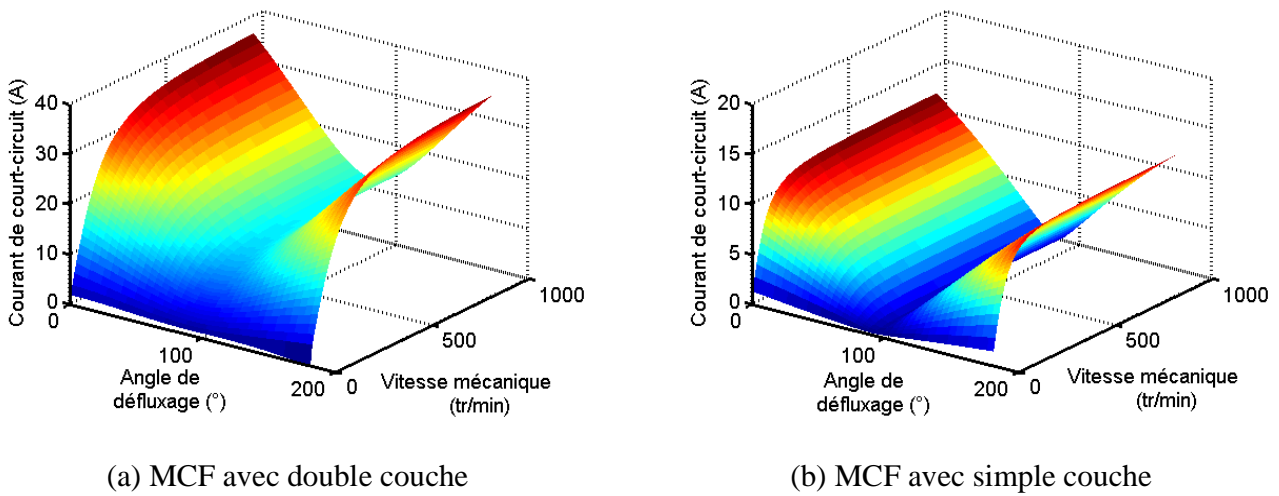 Courant de court-circuit (A)
40
30
20
10
0
0
100
200
Angle de
défluxage (°)
0
500
1000
Vitesse mécanique
(tr/min)
(a) MCF avec double couche
Courant de court-circuit (A)
20
15
10
5
0
0
100
200
Angle de
défluxage (°)
0
500
1000
Vitesse mécanique
(tr/min)
(b) MCF avec simple couche